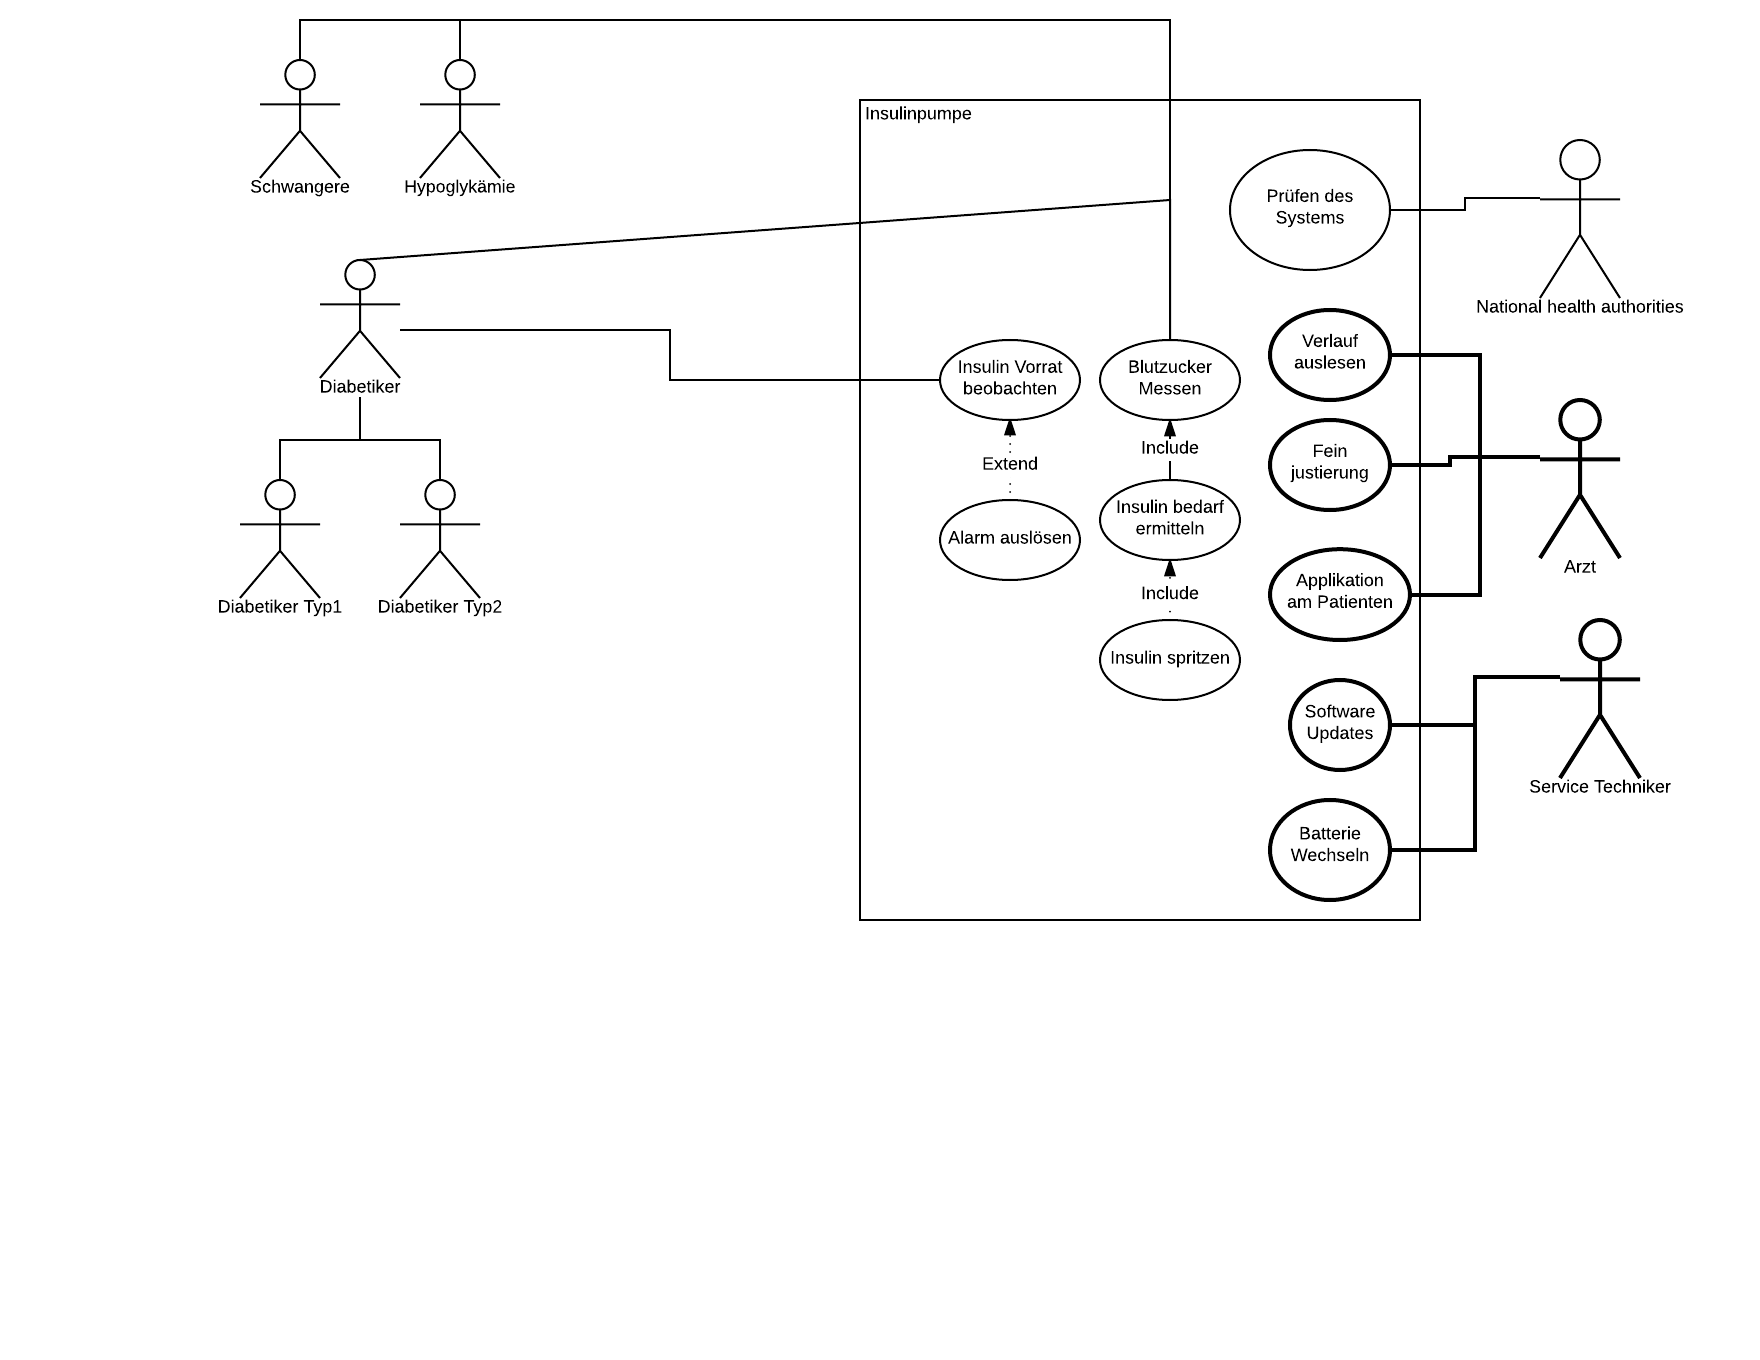 Insulinpumpe
Schwangere
Hypoglykämie
Prüfen des
Systems
National health authorities
Diabetiker
Insulin Vorrat
beobachten
Blutzucker
Messen
Verlauf
auslesen
Extend
Include
Fein
justierung
Alarm auslösen
Insulin bedarf
ermitteln
Arzt
Diabetiker Typ1
Diabetiker Typ2
Include
Applikation
am Patienten
Insulin spritzen
Software
Updates
Service Techniker
Batterie
Wechseln